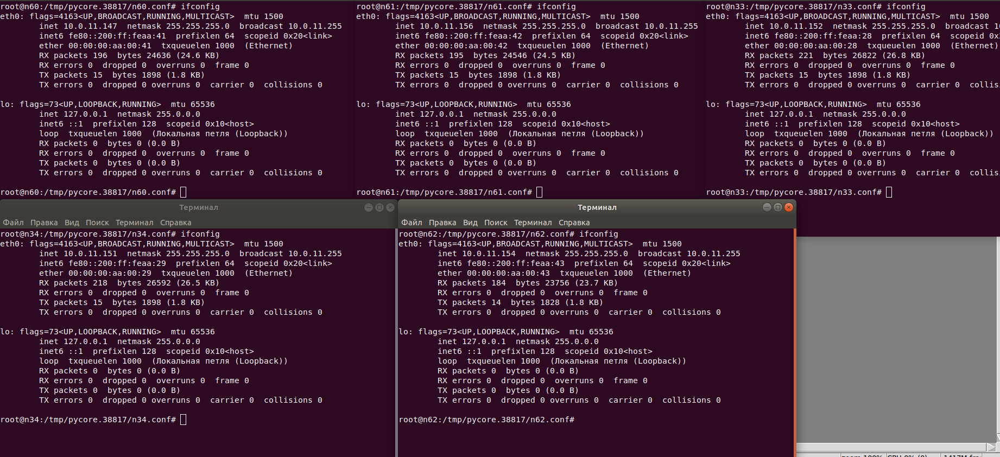 root@n60:/tmp/pycore.38817/n60.conf# ifconfig
eth0: flags=4163<UP,BROADCAST,RUNNING,MULTICAST>  mtu 1500
        inet 10.0.11.147  netmask 255.255.255.0  broadcast 10.0.11.255
        inet6 fe80::200:ff:feaa:41  prefixlen 64  scopeid 0x20<link>
        ether 00:00:00:aa:00:41  txqueuelen 1000  (Ethernet)
        RX packets 196  bytes 24636 (24.6 KB)
        RX errors 0  dropped 0  overruns 0  frame 0
        TX packets 15  bytes 1898 (1.8 KB)
        TX errors 0  dropped 0 overruns 0  carrier 0  collisions 0

lo: flags=73<UP,LOOPBACK,RUNNING>  mtu 65536
        inet 127.0.0.1  netmask 255.0.0.0
        inet6 ::1  prefixlen 128  scopeid 0x10<host>
        loop  txqueuelen 1000  (Локальная петля (Loopback))
        RX packets 0  bytes 0 (0.0 B)
        RX errors 0  dropped 0  overruns 0  frame 0
        TX packets 0  bytes 0 (0.0 B)
        TX errors 0  dropped 0 overruns 0  carrier 0  collisions 0

root@n60:/tmp/pycore.38817/n60.conf#
root@n61:/tmp/pycore.38817/n61.conf# ifconfig
eth0: flags=4163<UP,BROADCAST,RUNNING,MULTICAST>  mtu 1500
        inet 10.0.11.156  netmask 255.255.255.0  broadcast 10.0.11.255
        inet6 fe80::200:ff:feaa:42  prefixlen 64  scopeid 0x20<link>
        ether 00:00:00:aa:00:42  txqueuelen 1000  (Ethernet)
        RX packets 195  bytes 24546 (24.5 KB)
        RX errors 0  dropped 0  overruns 0  frame 0
        TX packets 15  bytes 1898 (1.8 KB)
        TX errors 0  dropped 0 overruns 0  carrier 0  collisions 0

lo: flags=73<UP,LOOPBACK,RUNNING>  mtu 65536
        inet 127.0.0.1  netmask 255.0.0.0
        inet6 ::1  prefixlen 128  scopeid 0x10<host>
        loop  txqueuelen 1000  (Локальная петля (Loopback))
        RX packets 0  bytes 0 (0.0 B)
        RX errors 0  dropped 0  overruns 0  frame 0
        TX packets 0  bytes 0 (0.0 B)
        TX errors 0  dropped 0 overruns 0  carrier 0  collisions 0

root@n61:/tmp/pycore.38817/n61.conf#
root@n33:/tmp/pycore.38817/n33.conf# ifconfig
eth0: flags=4163<UP,BROADCAST,RUNNING,MULTICAST>  mtu 1500
        inet 10.0.11.152  netmask 255.255.255.0  broadcast 1
        inet6 fe80::200:ff:feaa:28  prefixlen 64  scopeid 0x
        ether 00:00:00:aa:00:28  txqueuelen 1000  (Ethernet)
        RX packets 221  bytes 26822 (26.8 KB)
        RX errors 0  dropped 0  overruns 0  frame 0
        TX packets 15  bytes 1898 (1.8 KB)
        TX errors 0  dropped 0 overruns 0  carrier 0  collis

lo: flags=73<UP,LOOPBACK,RUNNING>  mtu 65536
        inet 127.0.0.1  netmask 255.0.0.0
        inet6 ::1  prefixlen 128  scopeid 0x10<host>
        loop  txqueuelen 1000  (Локальная петля (Loopback))
        RX packets 0  bytes 0 (0.0 B)
        RX errors 0  dropped 0  overruns 0  frame 0
        TX packets 0  bytes 0 (0.0 B)
        TX errors 0  dropped 0 overruns 0  carrier 0  collis

root@n33:/tmp/pycore.38817/n33.conf#
Терминал
Файл Правка Вид Поиск Терминал Справка
root@n34:/tmp/pycore.38817/n34.conf# ifconfig
eth0: flags=4163<UP,BROADCAST,RUNNING,MULTICAST>  mtu 1500
        inet 10.0.11.151  netmask 255.255.255.0  broadcast 10.0.11.255
        inet6 fe80::200:ff:feaa:29  prefixlen 64  scopeid 0x20<link>
        ether 00:00:00:aa:00:29  txqueuelen 1000  (Ethernet)
        RX packets 218  bytes 26592 (26.5 KB)
        RX errors 0  dropped 0  overruns 0  frame 0
        TX packets 15  bytes 1898 (1.8 KB)
        TX errors 0  dropped 0 overruns 0  carrier 0  collisions 0

lo: flags=73<UP,LOOPBACK,RUNNING>  mtu 65536
        inet 127.0.0.1  netmask 255.0.0.0
        inet6 ::1  prefixlen 128  scopeid 0x10<host>
        loop  txqueuelen 1000  (Локальная петля (Loopback))
        RX packets 0  bytes 0 (0.0 B)
        RX errors 0  dropped 0  overruns 0  frame 0
        TX packets 0  bytes 0 (0.0 B)
        TX errors 0  dropped 0 overruns 0  carrier 0  collisions 0

root@n34:/tmp/pycore.38817/n34.conf#
Терминал
Файл Правка Вид Поиск Терминал Справка
root@n62:/tmp/pycore.38817/n62.conf# ifconfig
eth0: flags=4163<UP,BROADCAST,RUNNING,MULTICAST>  mtu 1500
        inet 10.0.11.154  netmask 255.255.255.0  broadcast 10.0.11.255
        inet6 fe80::200:ff:feaa:43  prefixlen 64  scopeid 0x20<link>
        ether 00:00:00:aa:00:43  txqueuelen 1000  (Ethernet)
        RX packets 184  bytes 23756 (23.7 KB)
        RX errors 0  dropped 0  overruns 0  frame 0
        TX packets 14  bytes 1828 (1.8 KB)
        TX errors 0  dropped 0 overruns 0  carrier 0  collisions 0

lo: flags=73<UP,LOOPBACK,RUNNING>  mtu 65536
        inet 127.0.0.1  netmask 255.0.0.0
        inet6 ::1  prefixlen 128  scopeid 0x10<host>
        loop  txqueuelen 1000  (Локальная петля (Loopback))
        RX packets 0  bytes 0 (0.0 B)
        RX errors 0  dropped 0  overruns 0  frame 0
        TX packets 0  bytes 0 (0.0 B)
        TX errors 0  dropped 0 overruns 0  carrier 0  collisions 0

root@n62:/tmp/pycore.38817/n62.conf#
zoom 100% CPU 0% (0)